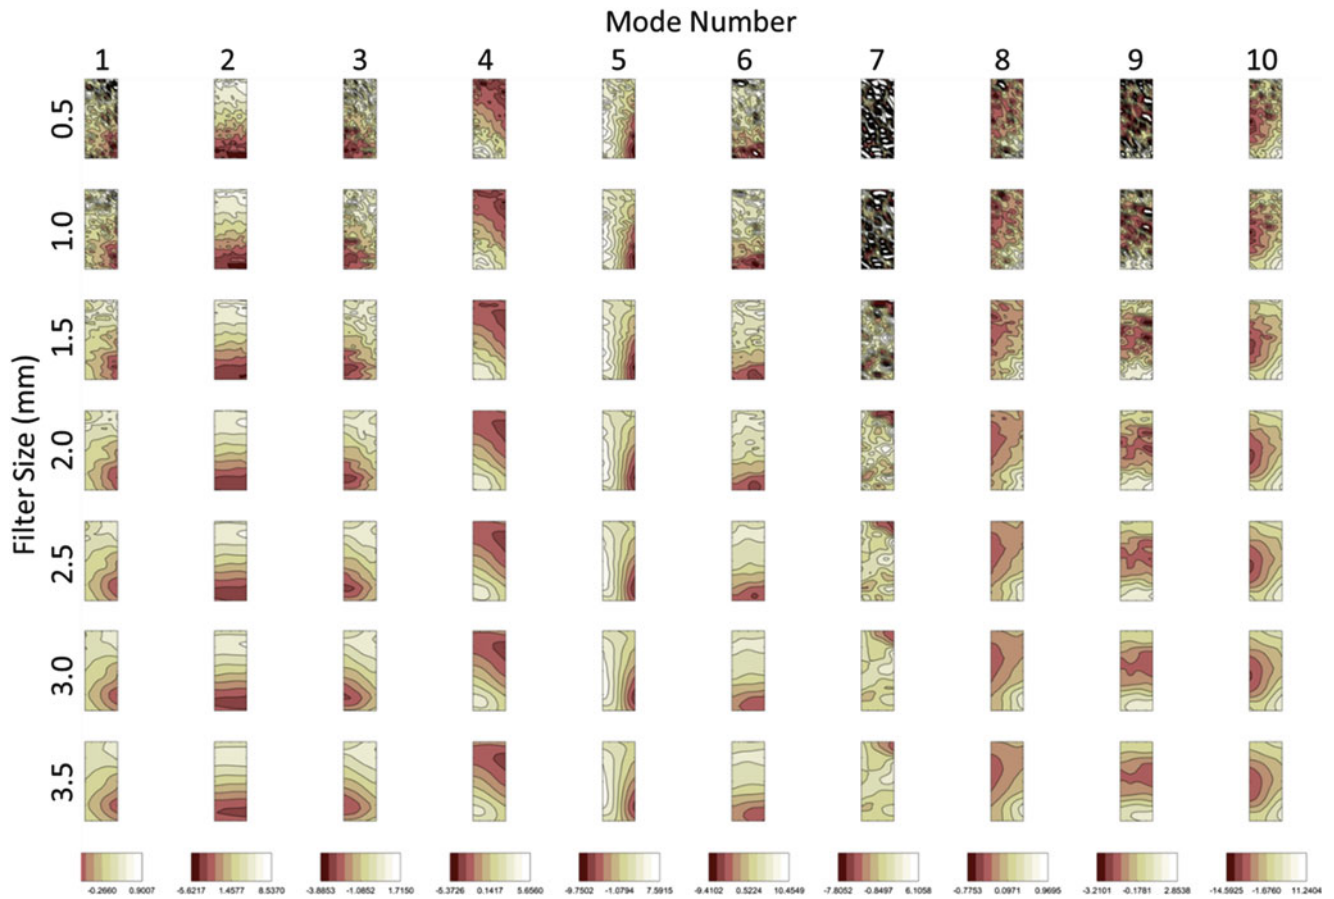 Mode Number
1 2 3 4 5 6 7 8 9 10
Filter Size (mm)
0.5
1.0
1.5
2.0
2.5
3.0
3.5
-0.2660 0.9007
-5.6217 1.4577 8.5370
-3.8853 -1.0852 1.7150
-5.3726 0.1417 5.6560
-9.7502 -1.0794 7.5915
-9.4102 0.5224 10.4549
-7.8052 -0.8497 6.1058
-0.7753 0.0971 0.9695
-3.2101 -0.1781 2.8538
-14.5925 -1.6760 11.2404